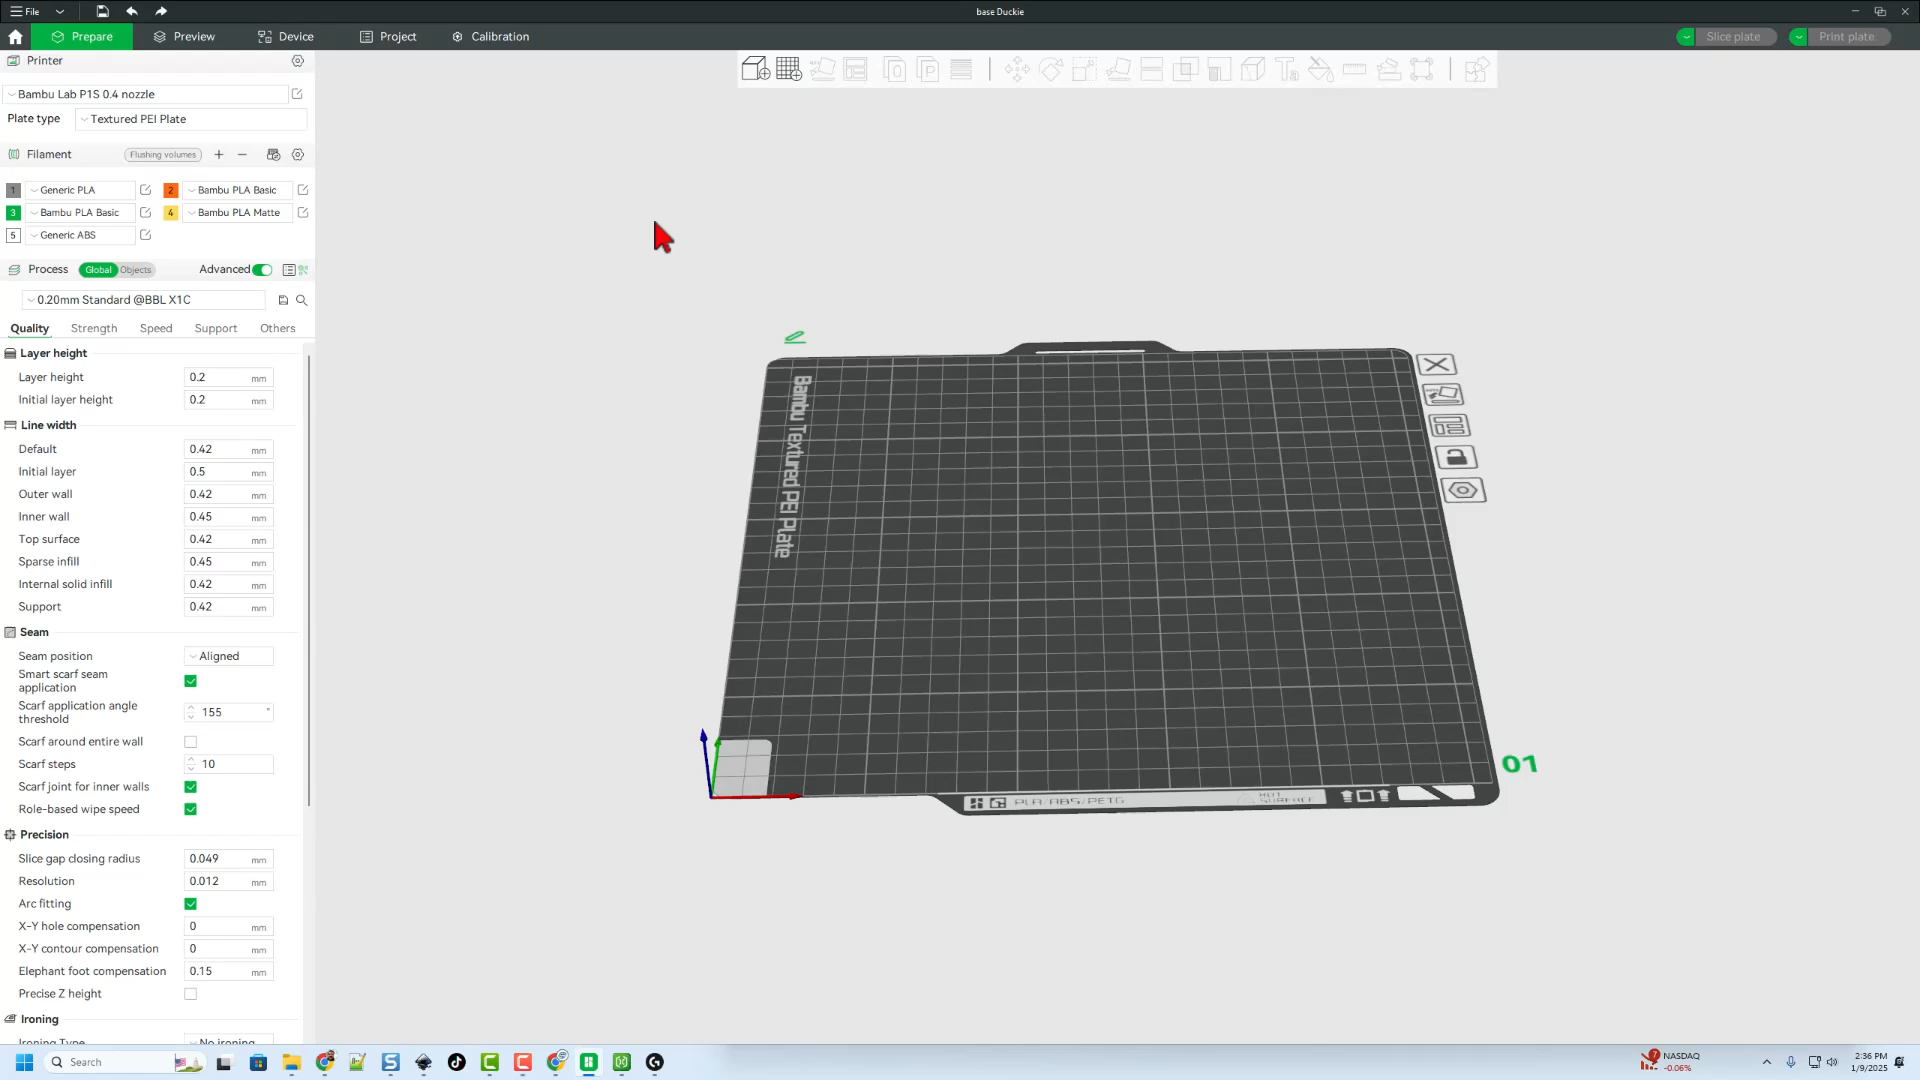 File
base Duckie
Prepare
Preview
Device
Project
Calibration
Slice plate
Print plate
Printer
Bambu Lab P1S 0.4 nozzle
Plate type
Textured PEI Plate
Filament
Flushing volumes
1 Generic PLA
2 Bambu PLA Basic
3 Bambu PLA Basic
4 Bambu PLA Matte
5 Generic ABS
Process
Global
Objects
Advanced
0.20mm Standard @BBL X1C
Quality
Strength
Speed
Support
Others
Layer height
Layer height 0.2 mm
Initial layer height 0.2 mm
Line width
Default 0.42 mm
Initial layer 0.5 mm
Outer wall 0.42 mm
Inner wall 0.45 mm
Top surface 0.42 mm
Sparse infill 0.45 mm
Internal solid infill 0.42 mm
Support 0.42 mm
Seam
Seam position Aligned
Smart scarf seam
application
Scarf application angle
threshold
155 °
Scarf around entire wall
Scarf steps 10
Scarf joint for inner walls
Role-based wipe speed
Precision
Slice gap closing radius 0.049 mm
Resolution 0.012 mm
Arc fitting
X-Y hole compensation 0 mm
X-Y contour compensation 0 mm
Elephant foot compensation 0.15 mm
Precise Z height
Ironing
Ironing Type No ironing
Bambu Textured PEI Plate
PLA/ABS/PETG
HOT
SURFACE
01
Search
7
NASDAQ
-0.06%
2:36 PM
1/9/2025